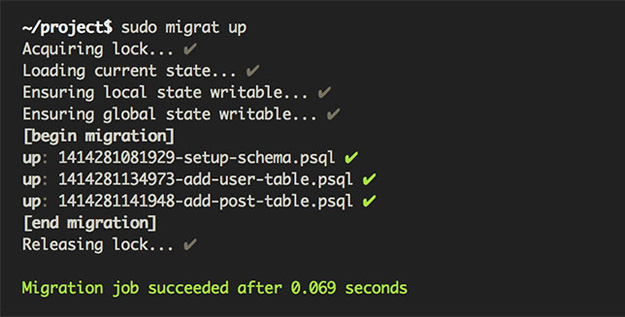 ~/project$ sudo migrat up
Acquiring lock... ✔
Loading current state... ✔
Ensuring local state writable... ✔
Ensuring global state writable... ✔
[begin migration]
up: 1414281081929-setup-schema.psql ✔
up: 1414281134973-add-user-table.psql ✔
up: 1414281141948-add-post-table.psql ✔
[end migration]
Releasing lock... ✔
Migration job succeeded after 0.069 seconds